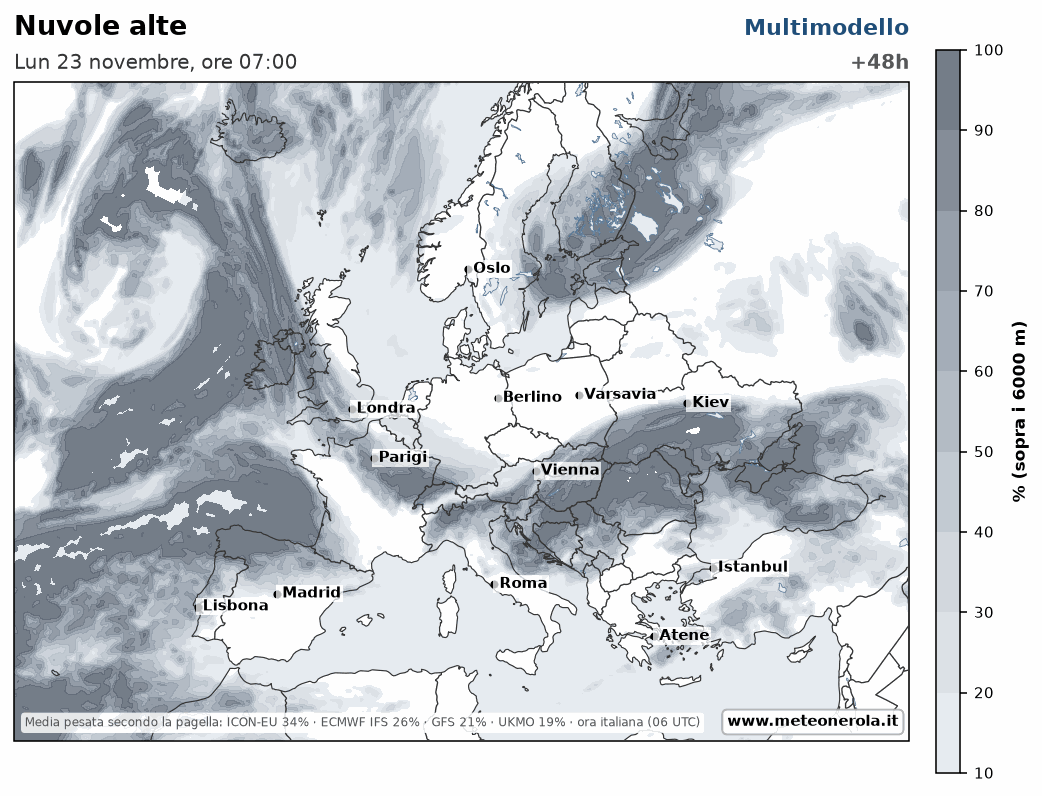 Nuvole alte
Multimodello
Lun 23 novembre, ore 07:00
+48h
Oslo
Londra
Berlino
Varsavia
Kiev
Parigi
Vienna
Madrid
Lisbona
Roma
Istanbul
Atene
Media pesata secondo la pagella: ICON-EU 34% · ECMWF IFS 26% · GFS 21% · UKMO 19% · ora italiana (06 UTC)
www.meteonerola.it
100
90
80
70
60
50
40
30
20
10
% (sopra i 6000 m)